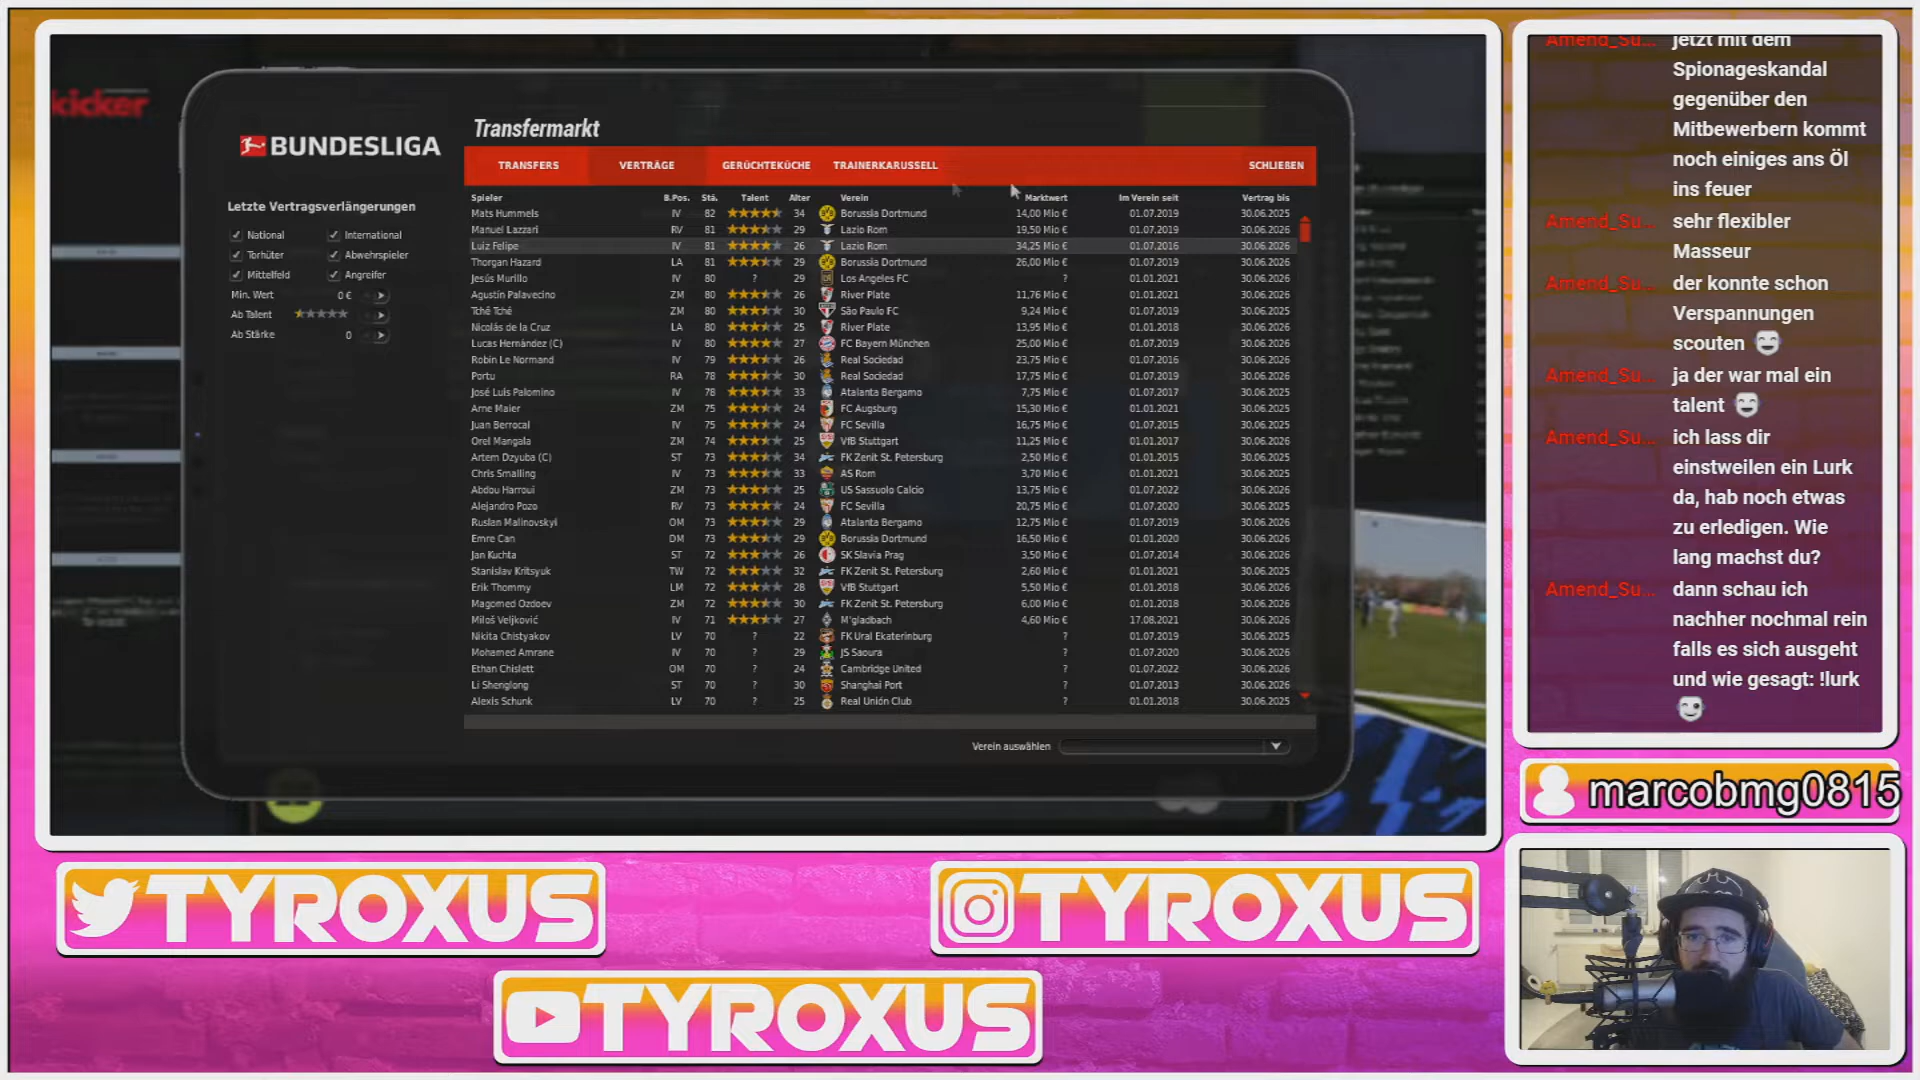 kicker
BUNDESLIGA
Transfermarkt
TRANSFERS VERTRÄGE GERÜCHTEKÜCHE TRAINERKARUSSELL SCHLIEßEN
Letzte Vertragsverlängerungen
National International
Torhüter Abwehrspieler
Mittelfeld Angreifer
Min. Wert 0 €
Ab Talent
Ab Stärke 0
Spieler B.Pos. Stä. Talent Alter Verein Marktwert Im Verein seit Vertrag bis
Mats Hummels IV 82 34 Borussia Dortmund 14,00 Mio € 01.07.2019 30.06.2025
Manuel Lazzari RV 81 29 Lazio Rom 19,50 Mio € 01.07.2019 30.06.2026
Luiz Felipe IV 81 26 Lazio Rom 34,25 Mio € 01.07.2016 30.06.2026
Thorgan Hazard LA 81 29 Borussia Dortmund 26,00 Mio € 01.07.2019 30.06.2026
Jesús Murillo IV 80 ? 29 Los Angeles FC ? 01.01.2021 30.06.2026
Agustín Palavecino ZM 80 26 River Plate 11,76 Mio € 01.01.2021 30.06.2026
Tchê Tchê ZM 80 30 São Paulo FC 9,24 Mio € 01.07.2019 30.06.2026
Nicolás de la Cruz LA 80 25 River Plate 13,95 Mio € 01.01.2018 30.06.2026
Lucas Hernández (C) IV 80 27 FC Bayern München 25,00 Mio € 01.07.2019 30.06.2026
Robin Le Normand IV 79 26 Real Sociedad 23,75 Mio € 01.07.2016 30.06.2026
Portu RA 78 30 Real Sociedad 17,75 Mio € 01.07.2019 30.06.2026
José Luis Palomino IV 78 33 Atalanta Bergamo 7,75 Mio € 01.07.2017 30.06.2026
Arne Maier ZM 75 24 FC Augsburg 15,30 Mio € 01.01.2021 30.06.2025
Juan Berrocal IV 75 24 FC Sevilla 16,75 Mio € 01.07.2015 30.06.2025
Orel Mangala ZM 74 25 VfB Stuttgart 11,25 Mio € 01.01.2017 30.06.2025
Artem Dzyuba (C) ST 73 34 FK Zenit St. Petersburg 2,50 Mio € 01.01.2015 30.06.2025
Chris Smalling IV 73 33 AS Rom 3,70 Mio € 01.01.2021 30.06.2025
Abdou Harroui ZM 73 25 US Sassuolo Calcio 13,75 Mio € 01.07.2022 30.06.2026
Alejandro Pozo RV 73 24 FC Sevilla 20,75 Mio € 01.07.2020 30.06.2026
Ruslan Malinovskyi OM 73 29 Atalanta Bergamo 12,75 Mio € 01.07.2019 30.06.2026
Emre Can DM 73 29 Borussia Dortmund 16,50 Mio € 01.01.2020 30.06.2026
Jan Kuchta ST 72 26 SK Slavia Prag 3,50 Mio € 01.07.2014 30.06.2026
Stanislav Kritsyuk TW 72 32 FK Zenit St. Petersburg 2,60 Mio € 01.01.2021 30.06.2026
Erik Thommy LM 72 28 VfB Stuttgart 5,50 Mio € 01.01.2018 30.06.2026
Magomed Ozdoev ZM 72 30 FK Zenit St. Petersburg 6,00 Mio € 01.01.2018 30.06.2026
Miloš Veljković IV 71 27 M'gladbach 4,60 Mio € 17.08.2021 30.06.2026
Nikita Chistyakov LV 70 ? 22 FK Ural Ekaterinburg ? 01.07.2019 30.06.2025
Mohamed Amrane IV 70 ? 29 JS Saoura ? 01.07.2020 30.06.2026
Ethan Chislett OM 70 ? 24 Cambridge United ? 01.07.2022 30.06.2026
Li Shenglong ST 70 ? 30 Shanghai Port ? 01.07.2013 30.06.2026
Alexis Schunk LV 70 ? 25 Real Unión Club ? 01.01.2018 30.06.2025
Verein auswählen
Amend_Su... jetzt mit dem
Spionageskandal
gegenüber den
Mitbewerbern kommt
noch einiges ans Öl
ins feuer
Amend_Su... sehr flexibler
Masseur
Amend_Su... der konnte schon
Verspannungen
scouten
Amend_Su... ja der war mal ein
talent
Amend_Su... ich lass dir
einstweilen ein Lurk
da, hab noch etwas
zu erledigen. Wie
lang machst du?
Amend_Su... dann schau ich
nachher nochmal rein
falls es sich ausgeht
und wie gesagt: !lurk
marcobmg0815
TYROXUS
TYROXUS
TYROXUS